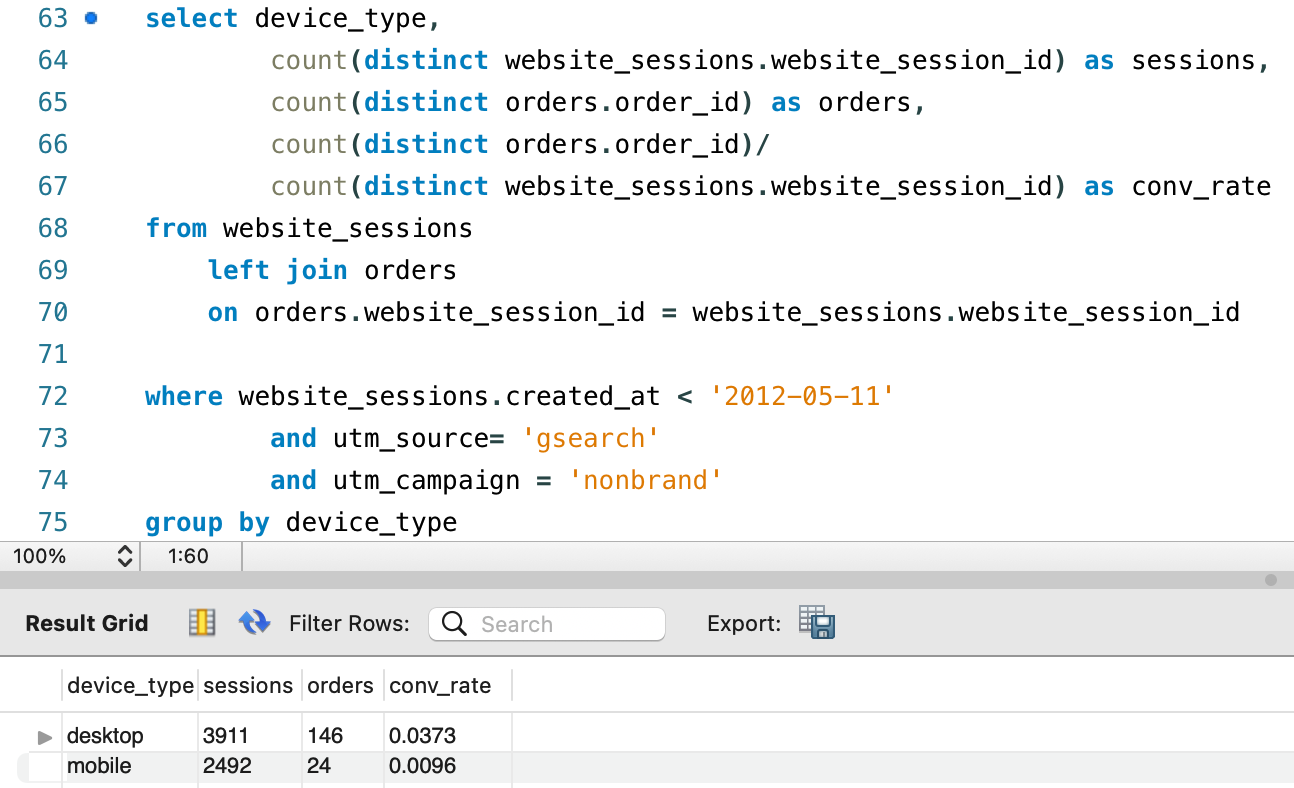 63 select device_type,
64 count(distinct website_sessions.website_session_id) as sessions,
65 count(distinct orders.order_id) as orders,
66 count(distinct orders.order_id)/
67 count(distinct website_sessions.website_session_id) as conv_rate
68 from website_sessions
69 left join orders
70 on orders.website_session_id = website_sessions.website_session_id
71
72 where website_sessions.created_at < '2012-05-11'
73 and utm_source= 'gsearch'
74 and utm_campaign = 'nonbrand'
75 group by device_type
100% 1:60
Result Grid Filter Rows: Search Export:
device_type sessions orders conv_rate
desktop 3911 146 0.0373
mobile 2492 24 0.0096